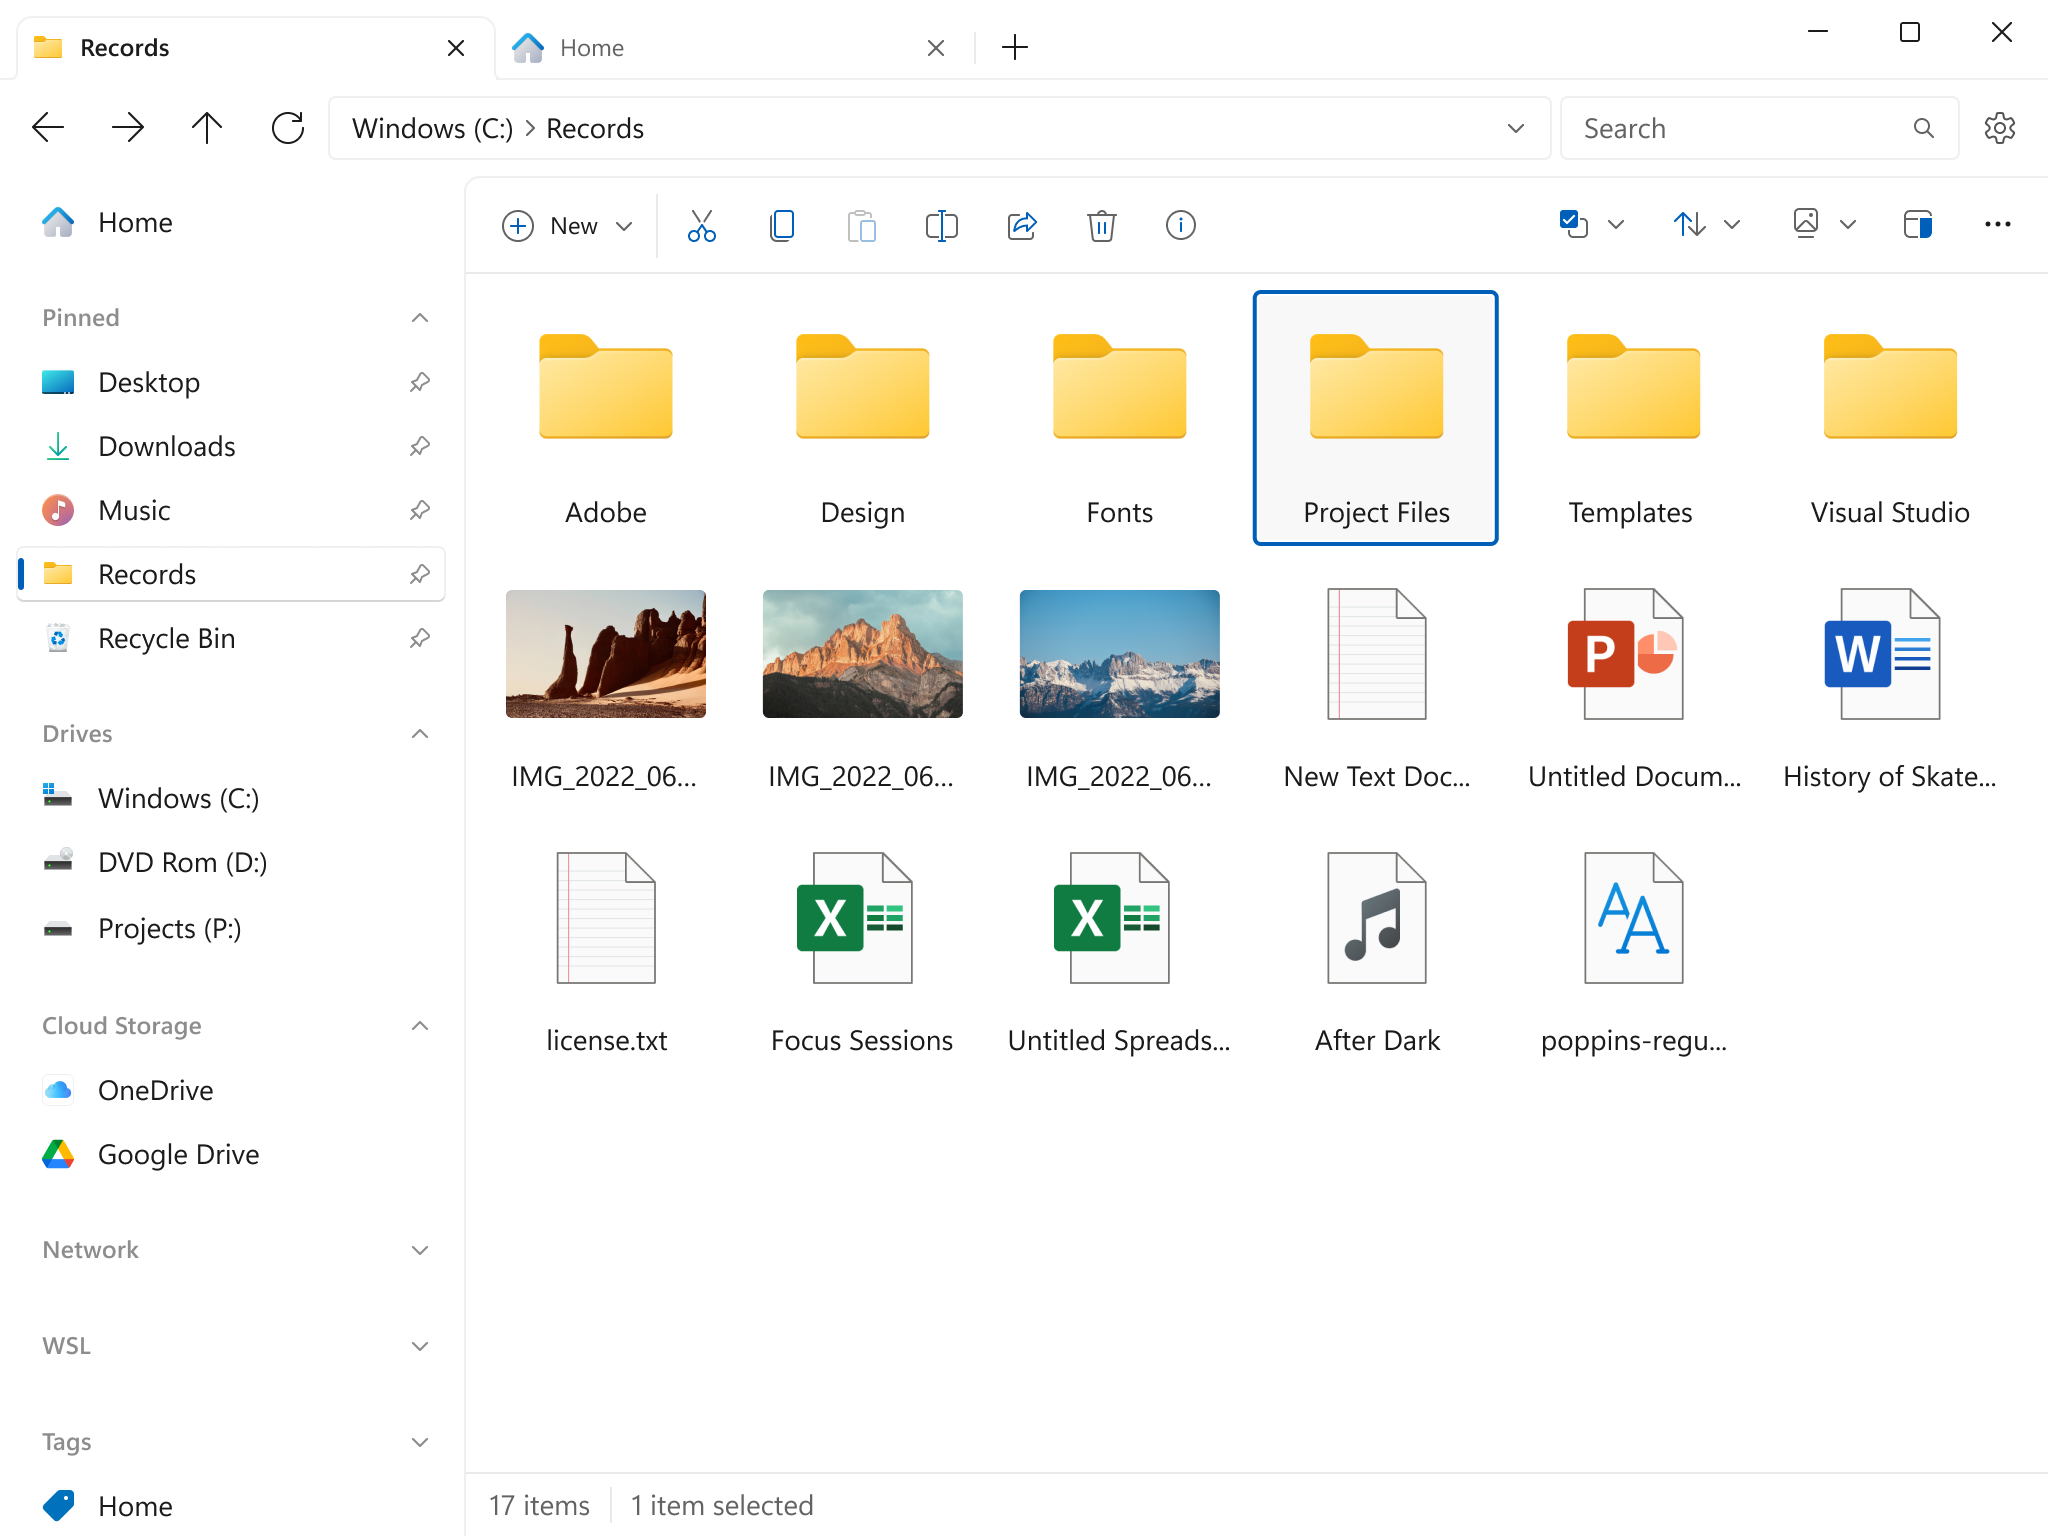 Records
Home
Windows (C:) Records
Search
Home
New
Pinned
Desktop
Downloads
Music
Records
Recycle Bin
Drives
Windows (C:)
DVD Rom (D:)
Projects (P:)
Cloud Storage
OneDrive
Google Drive
Network
WSL
Tags
Home
Adobe
Design
Fonts
Project Files
Templates
Visual Studio
IMG_2022_06...
IMG_2022_06...
IMG_2022_06...
New Text Doc...
P
Untitled Docum...
W
History of Skate...
license.txt
X
Focus Sessions
X
Untitled Spreads...
After Dark
AA
poppins-regu...
17 items
1 item selected